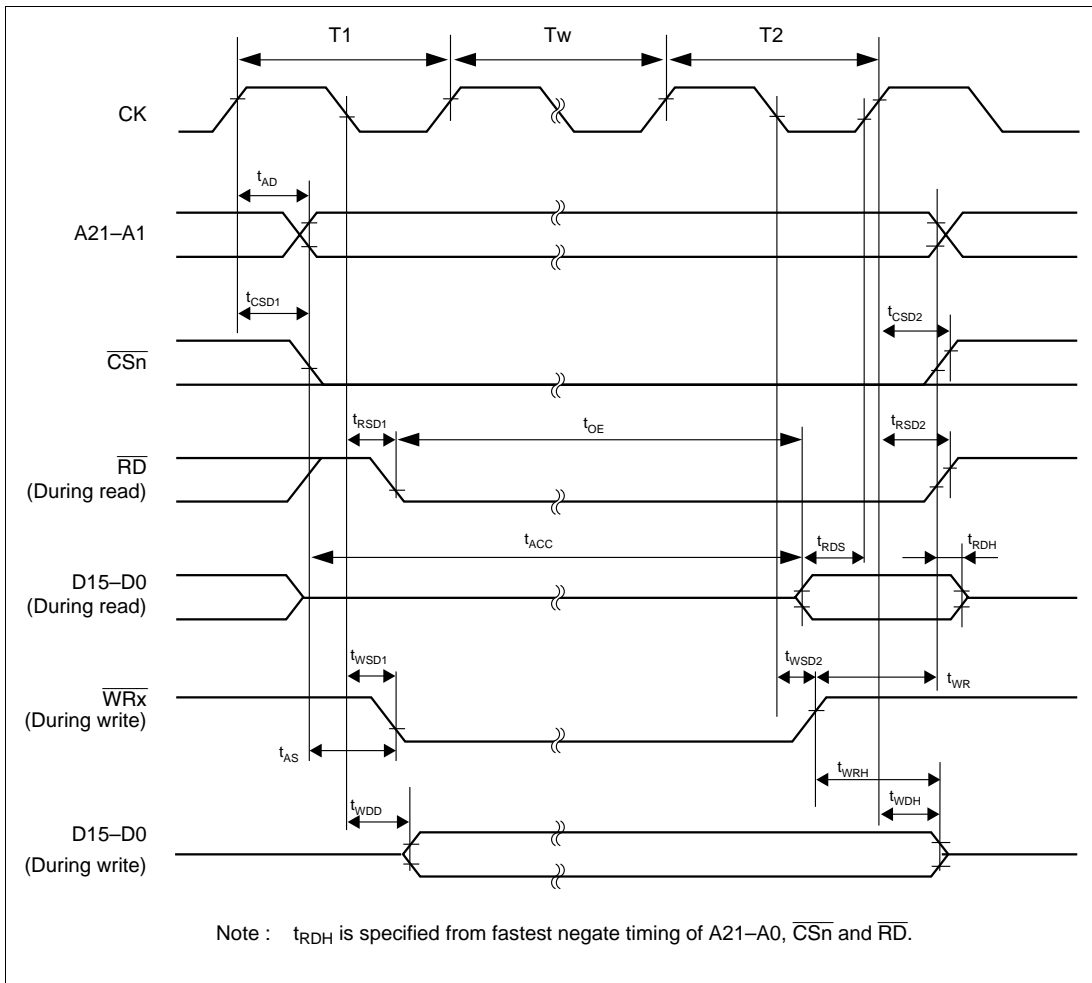 T1 Tw T2
CK
tAD
A21–A1
tCSD1 tCSD2
CSn
tRSD1 tOE tRSD2
RD
(During read)
tACC tRDS tRDH
D15–D0
(During read)
tWSD1 tWSD2
WRx tWR
(During write)
tAS
tWRH
tWDD tWDH
D15–D0
(During write)
Note : tRDH is specified from fastest negate timing of A21–A0, CSn and RD.